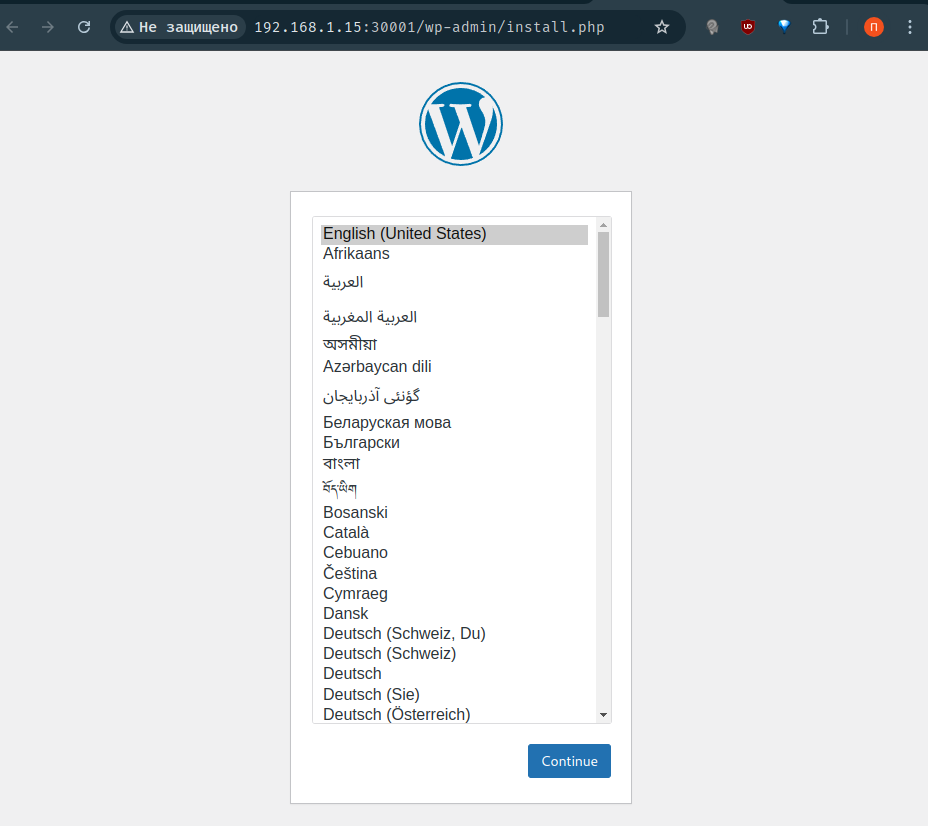 Не защищено 192.168.1.15:30001/wp-admin/install.php
П
W
English (United States)
Afrikaans
العربية
العربية المغربية
অসমীয়া
Azərbaycan dili
گؤنئی آذربایجان
Беларуская мова
Български
বাংলা
བོད་ཡིག
Bosanski
Català
Cebuano
Čeština
Cymraeg
Dansk
Deutsch (Schweiz, Du)
Deutsch (Schweiz)
Deutsch
Deutsch (Sie)
Deutsch (Österreich)
Continue